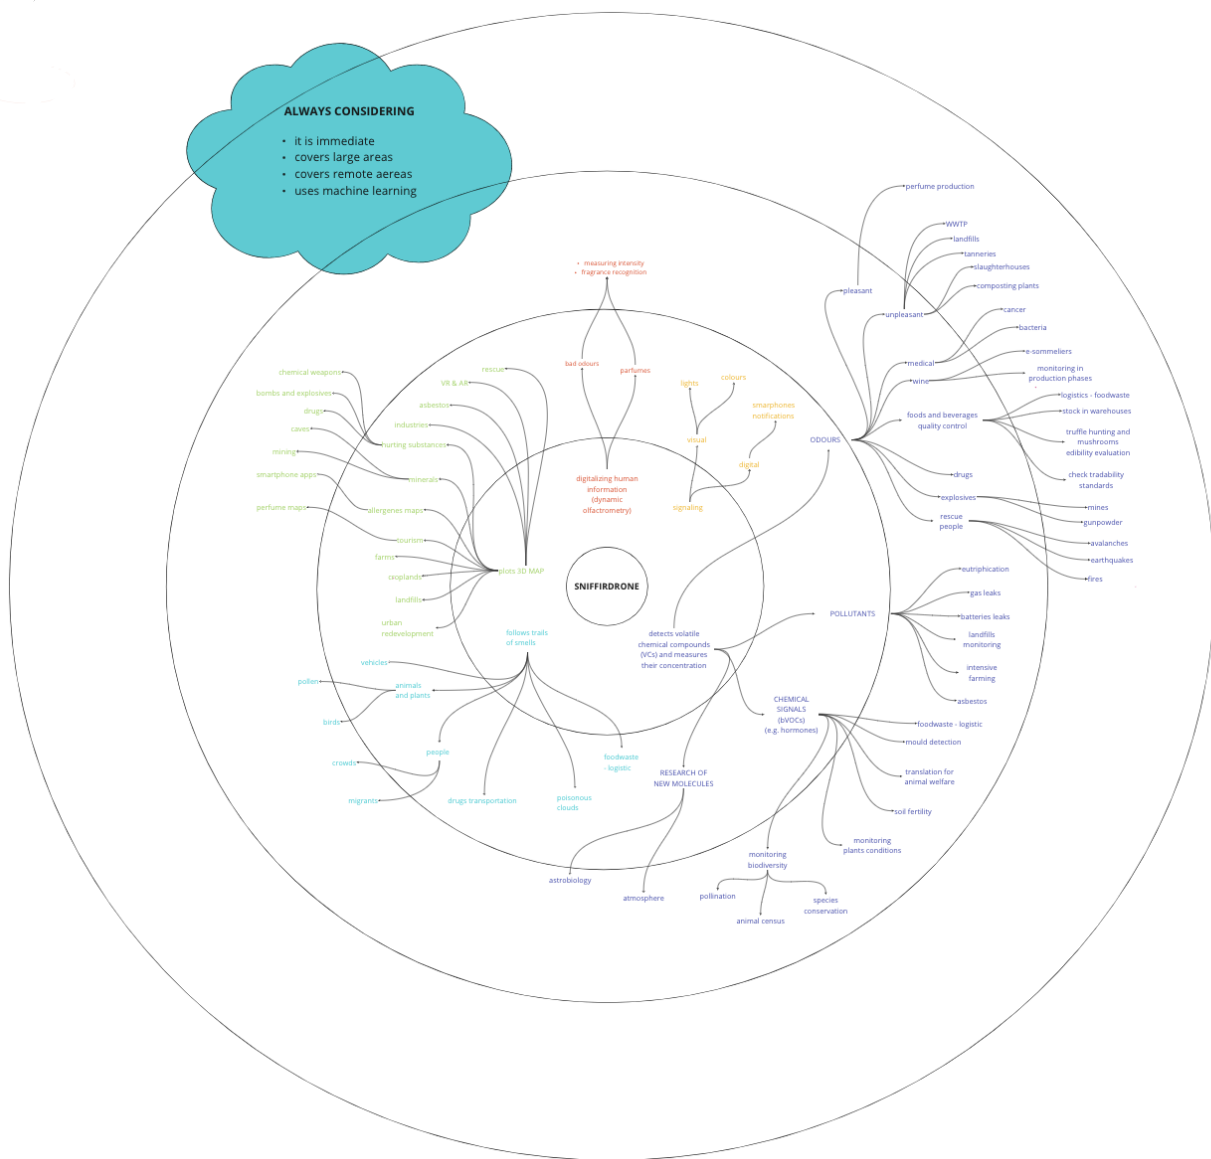 ALWAYS CONSIDERING
• it is immediate
• covers large areas
• covers remote aereas
• uses machine learning
• measuring intensity
• fragrance recognition
bad odours
parfumes
digitalizing human
information
(dynamic
olfactrometry)
lights
colours
visual
smarphones
notifications
digital
signaling
rescue
VR & AR
asbestos
industries
hurting substances
chemical weapons
bombs and explosives
drugs
caves
mining
minerals
smartphone apps
allergenes maps
perfume maps
tourism
farms
seoplands
landfills
urban
redevelopment
plots 3D MAP
SNIFFIRDRONE
follows trails
of smells
vehicles
pollen
animals
and plants
birds
people
crowds
migrants
drugs transportation
poisonous
clouds
foodwaste
- logistic
detects volatile
chemical compounds
(VCs) and measures
their concentration
ODOURS
pleasant
perfume production
unpleasant
WWTP
landfills
tanneries
slaughterhouses
composting plants
medical
cancer
bacteria
wine
e-sommeliers
monitoring in
production phases
foods and beverages
quality control
logistics - foodwaste
stock in warehouses
truffle hunting and
mushrooms
edibility evaluation
check tradability
standards
drugs
explosives
mines
gunpowder
rescue
people
avalanches
earthquakes
fires
POLLUTANTS
eutriphication
gas leaks
batteries leaks
landfills
monitoring
intensive
farming
asbestos
CHEMICAL
SIGNALS
(bVOCs)
(e.g. hormones)
foodwaste - logistic
mould detection
translation for
animal welfare
soil fertility
monitoring
plants conditions
monitoring
biodiversity
pollination
animal census
species
conservation
RESEARCH OF
NEW MOLECULES
astrobiology
atmosphere